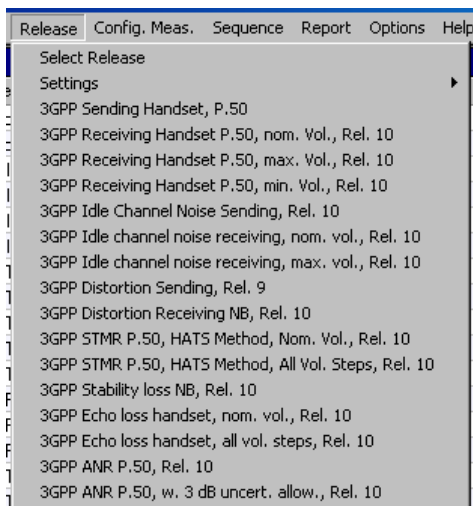 Release Config. Meas. Sequence Report Options Help
Select Release
Settings
3GPP Sending Handset, P.50
3GPP Receiving Handset P.50, nom. Vol., Rel. 10
3GPP Receiving Handset P.50, max. Vol., Rel. 10
3GPP Receiving Handset P.50, min. Vol., Rel. 10
3GPP Idle Channel Noise Sending, Rel. 10
3GPP Idle channel noise receiving, nom. vol., Rel. 10
3GPP Idle channel noise receiving, max. vol., Rel. 10
3GPP Distortion Sending, Rel. 9
3GPP Distortion Receiving NB, Rel. 10
3GPP STMR P.50, HATS Method, Nom. Vol., Rel. 10
3GPP STMR P.50, HATS Method, All Vol. Steps, Rel. 10
3GPP Stability loss NB, Rel. 10
3GPP Echo loss handset, nom. vol., Rel. 10
3GPP Echo loss handset, all vol. steps, Rel. 10
3GPP ANR P.50, Rel. 10
3GPP ANR P.50, w. 3 dB uncert. allow., Rel. 10